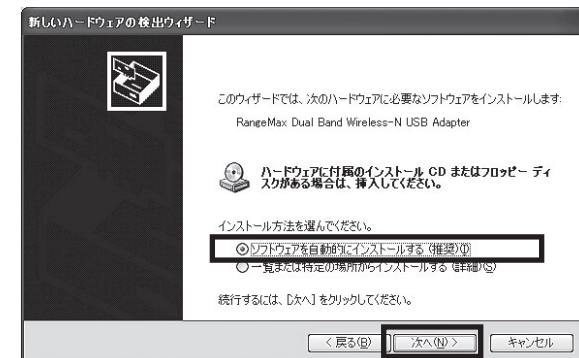 新しいハードウェアの検出ウィザード
このウィザードでは、次のハードウェアに必要なソフトウェアをインストールします:
RangeMax Dual Band Wireless-N USB Adapter
ハードウェアに付属のインストール CD またはフロッピー ディ
スクがある場合は、挿入してください。
インストール方法を選んでください。
ソフトウェアを自動的にインストールする (推奨)(I)
一覧または特定の場所からインストールする (詳細)(S)
続行するには、[次へ] をクリックしてください。
< 戻る(B) 次へ(N) > キャンセル